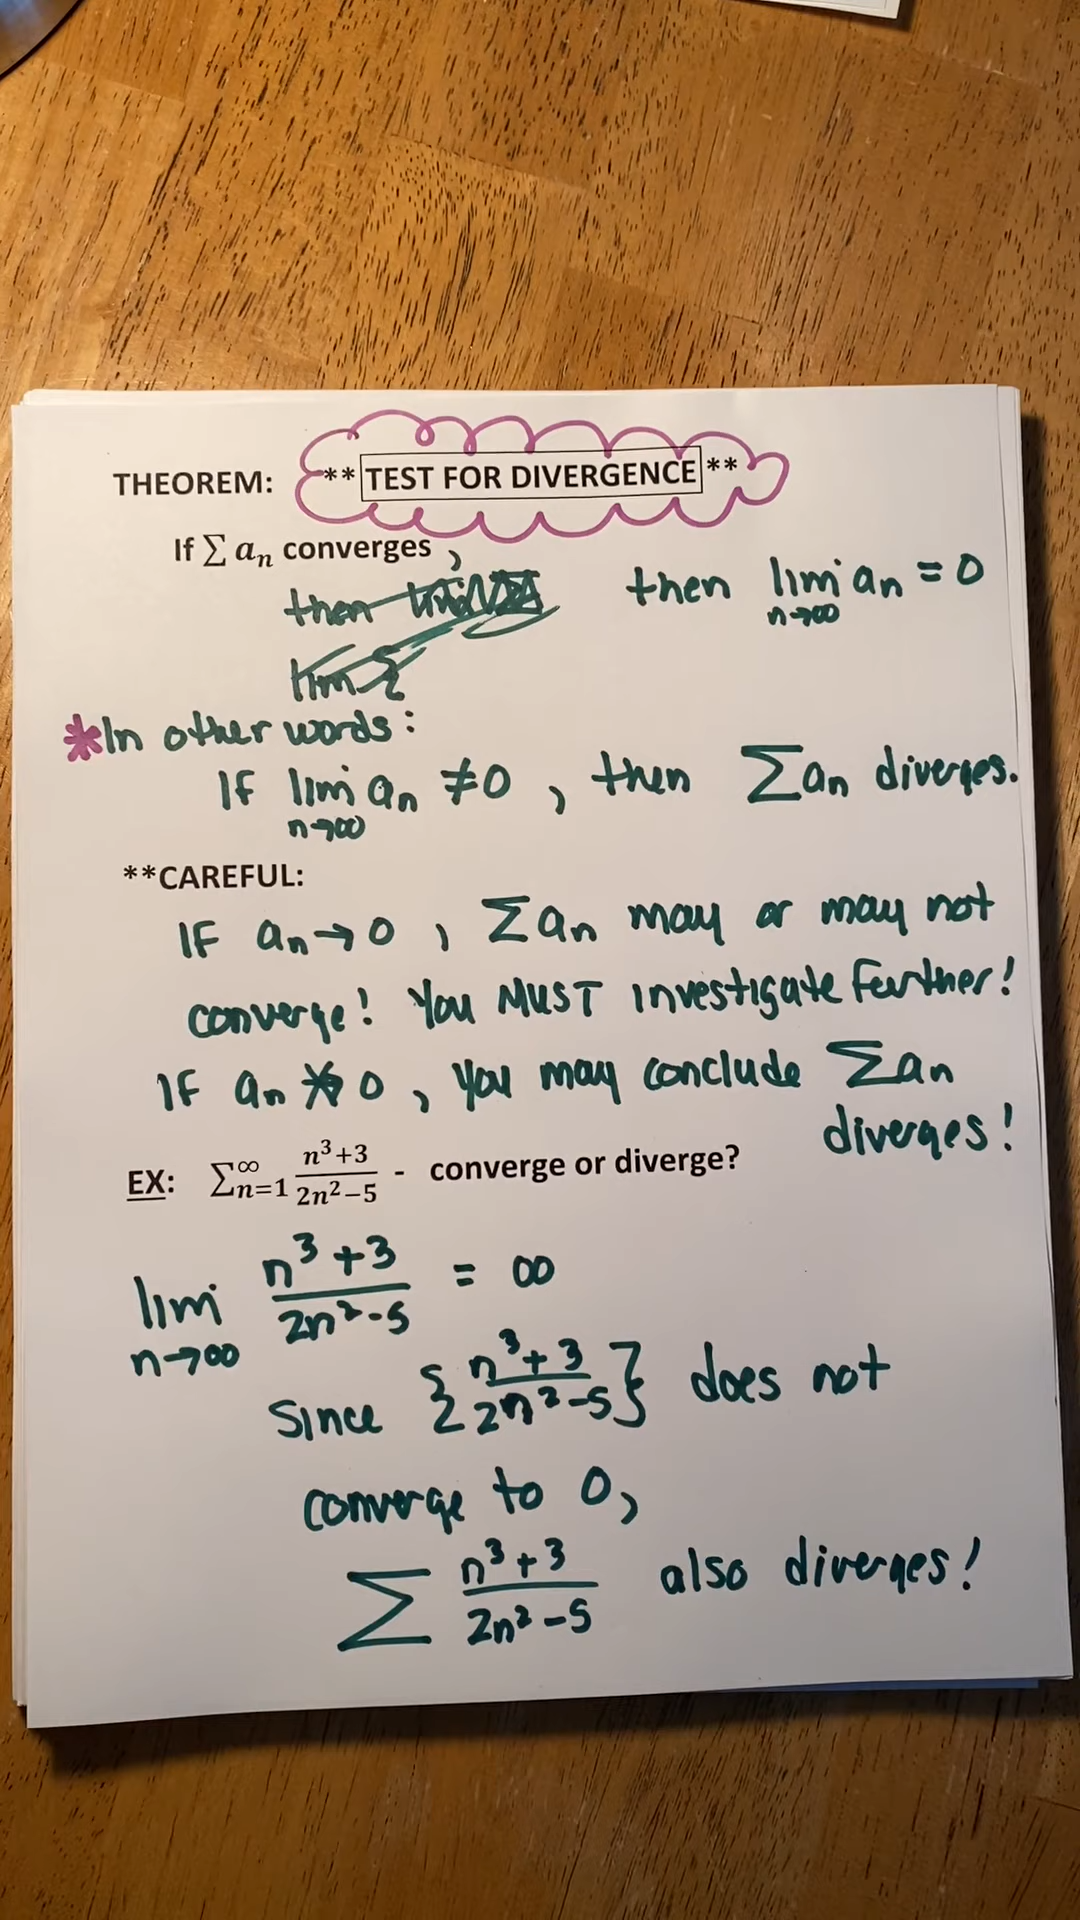 THEOREM: **TEST FOR DIVERGENCE**
If ∑ aₙ converges,
then lim aₙ = 0
n→∞
then
lim ∑
*In other words:
If lim aₙ ≠ 0, then ∑aₙ diverges.
n→∞
**CAREFUL:
If aₙ → 0, ∑aₙ may or may not
converge! You MUST investigate further!
If aₙ ↛ 0, you may conclude ∑aₙ
diverges!
EX: ∑ₙ₌₁^∞ (n³+3)/(2n²−5) - converge or diverge?
lim (n³+3)/(2n²-5) = ∞
n→∞
Since {(n³+3)/(2n²-5)} does not
converge to 0,
∑ (n³+3)/(2n²-5) also diverges!